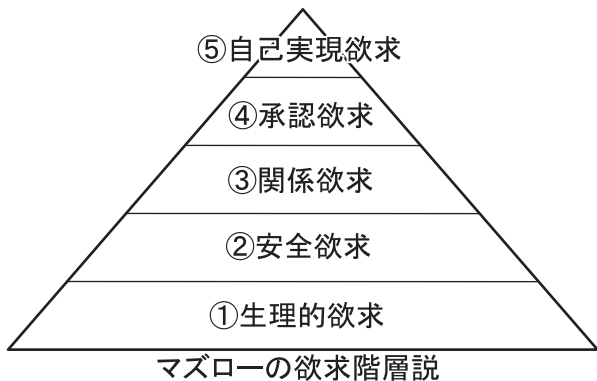 ⑤自己実現欲求
④承認欲求
③関係欲求
②安全欲求
①生理的欲求
マズローの欲求階層説